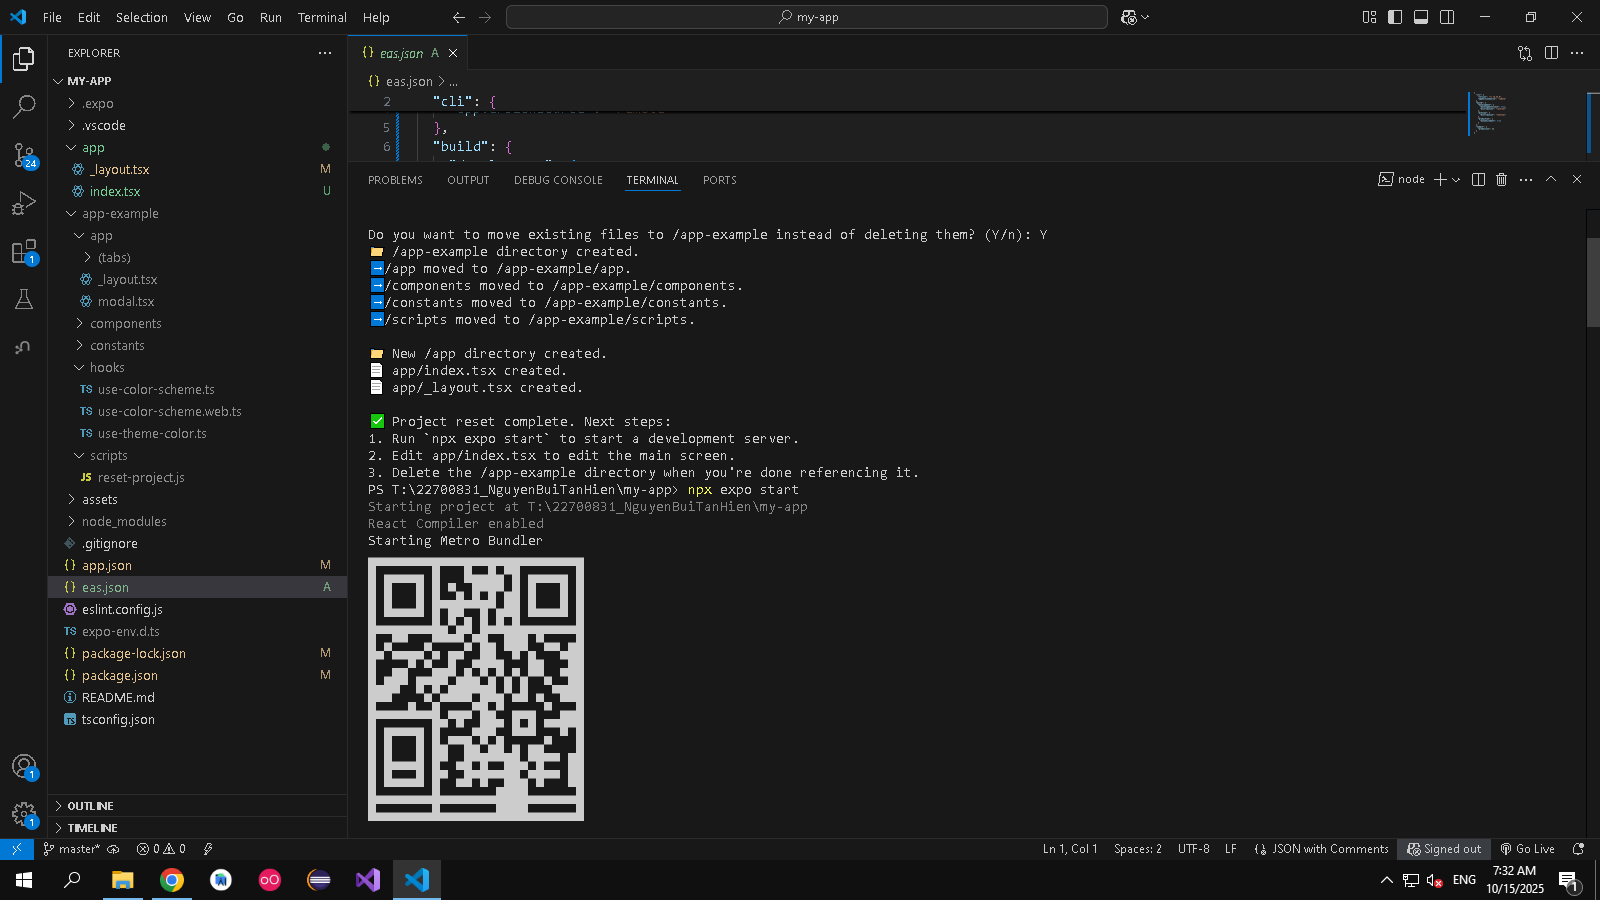 File Edit Selection View Go Run Terminal Help
my-app
EXPLORER
MY-APP
.expo
.vscode
app
_layout.tsx M
index.tsx U
app-example
app
(tabs)
_layout.tsx
modal.tsx
components
constants
hooks
TS use-color-scheme.ts
TS use-color-scheme.web.ts
TS use-theme-color.ts
scripts
JS reset-project.js
assets
node_modules
.gitignore
{} app.json M
{} eas.json A
eslint.config.js
TS expo-env.d.ts
{} package-lock.json M
{} package.json M
README.md
TS tsconfig.json
OUTLINE
TIMELINE
24
1
1
1
{} eas.json A
{} eas.json > ...
2 "cli": {
5 },
6 "build": {
PROBLEMS OUTPUT DEBUG CONSOLE TERMINAL PORTS
node
Do you want to move existing files to /app-example instead of deleting them? (Y/n): Y
/app-example directory created.
→/app moved to /app-example/app.
→/components moved to /app-example/components.
→/constants moved to /app-example/constants.
→/scripts moved to /app-example/scripts.
New /app directory created.
app/index.tsx created.
app/_layout.tsx created.
✅ Project reset complete. Next steps:
1. Run `npx expo start` to start a development server.
2. Edit app/index.tsx to edit the main screen.
3. Delete the /app-example directory when you're done referencing it.
PS T:\22700831_NguyenBuiTanHien\my-app> npx expo start
Starting project at T:\22700831_NguyenBuiTanHien\my-app
React Compiler enabled
Starting Metro Bundler
master* 0 0
Ln 1, Col 1 Spaces: 2 UTF-8 LF {} JSON with Comments Signed out Go Live
ENG
7:32 AM
10/15/2025
1